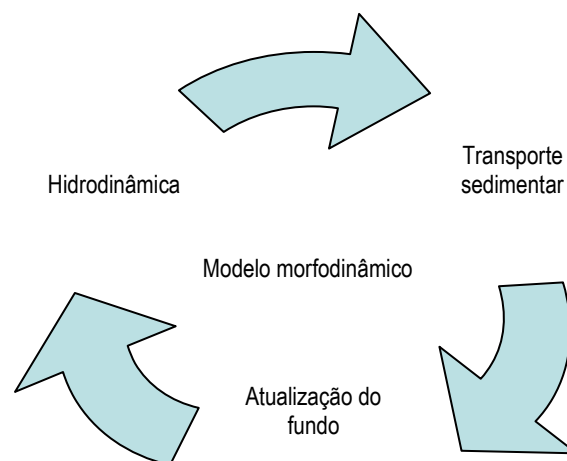 Hidrodinâmica
Transporte
sedimentar
Modelo morfodinâmico
Atualização do
fundo